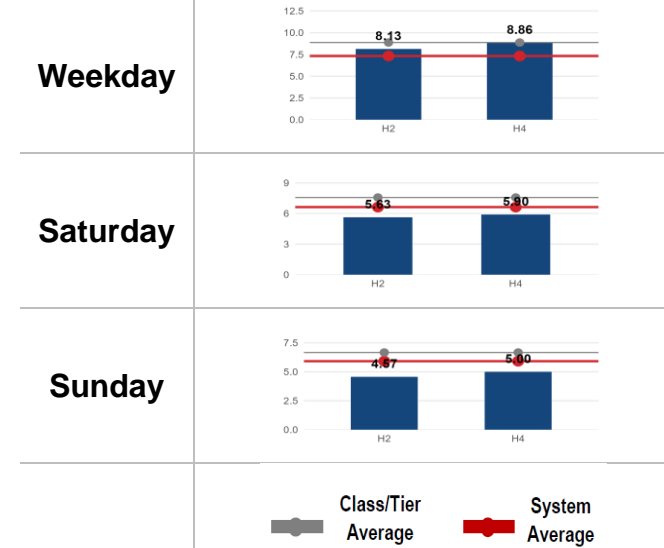 12.5
10.0
7.5
5.0
2.5
0.0
8.13
8.86
H2
H4
Weekday
9
6
3
0
5.63
5.90
H2
H4
Saturday
7.5
5.0
2.5
0.0
4.57
5.00
H2
H4
Sunday
Class/Tier
Average
System
Average